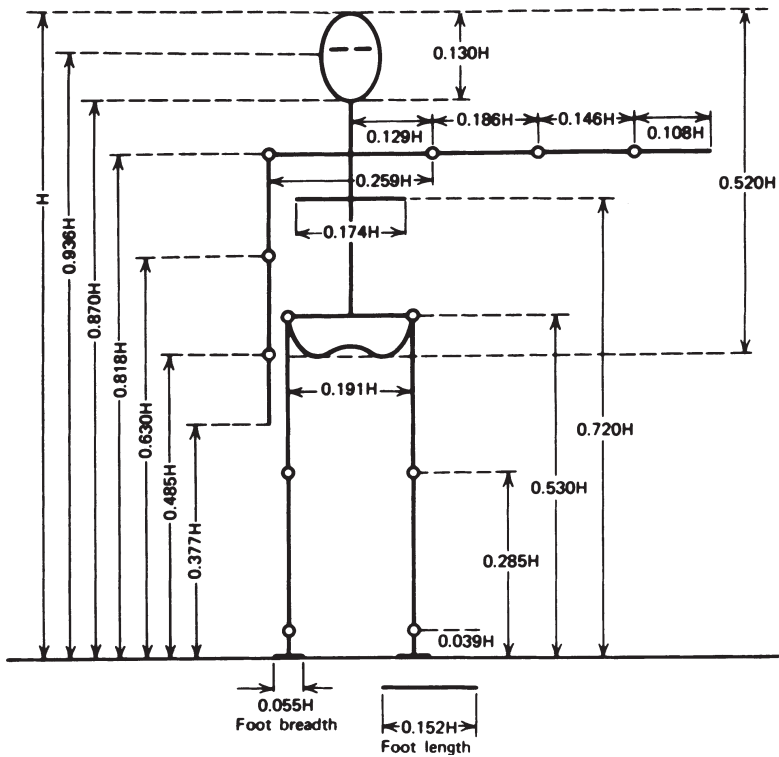 0.130H
0.186H
0.146H
0.129H
0.108H
0.259H
0.520H
0.174H
H
0.936H
0.870H
0.818H
0.630H
0.485H
0.377H
0.191H
0.720H
0.530H
0.285H
0.039H
0.055H
Foot breadth
0.152H
Foot length